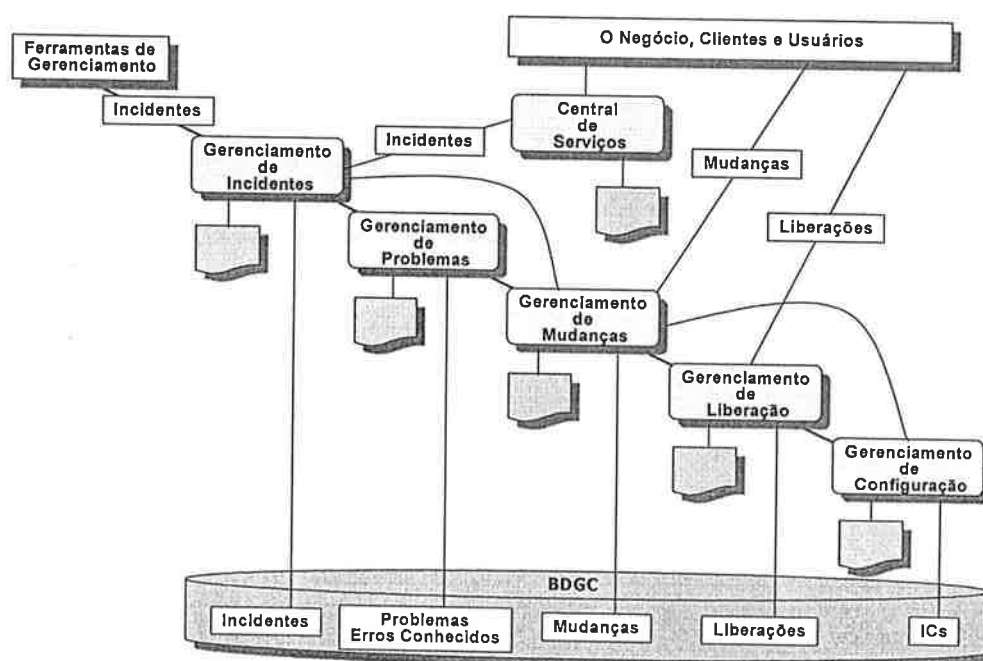 Ferramentas de
Gerenciamento
O Negócio, Clientes e Usuários
Incidentes
Central
de
Serviços
Incidentes
Gerenciamento
de
Incidentes
Mudanças
Liberações
Gerenciamento
de
Problemas
Gerenciamento
de
Mudanças
Gerenciamento
de
Liberação
Gerenciamento
de
Configuração
BDGC
Incidentes
Problemas
Erros Conhecidos
Mudanças
Liberações
ICs